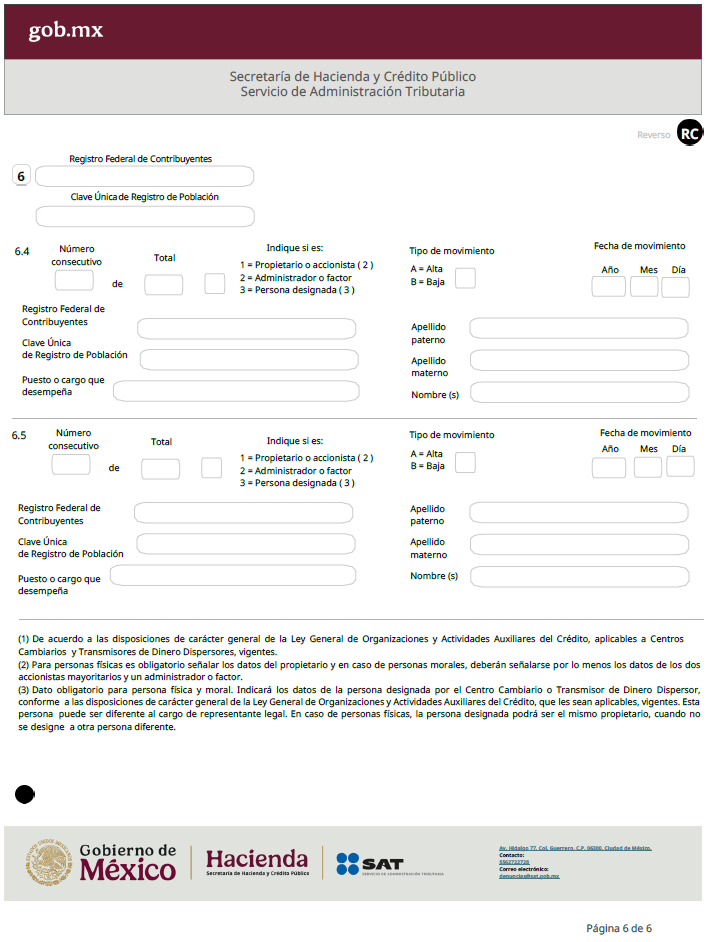 gob.mx
Secretaría de Hacienda y Crédito Público
Servicio de Administración Tributaria
Reverso RC
6
Registro Federal de Contribuyentes
Clave Única de Registro de Población
6.4
Número
consecutivo
de
Total
Indique si es:
1 = Propietario o accionista ( 2 )
2 = Administrador o factor
3 = Persona designada ( 3 )
Tipo de movimiento
A = Alta
B = Baja
Fecha de movimiento
Año Mes Día
Registro Federal de
Contribuyentes
Clave Única
de Registro de Población
Puesto o cargo que
desempeña
Apellido
paterno
Apellido
materno
Nombre (s)
6.5
Número
consecutivo
de
Total
Indique si es:
1 = Propietario o accionista ( 2 )
2 = Administrador o factor
3 = Persona designada ( 3 )
Tipo de movimiento
A = Alta
B = Baja
Fecha de movimiento
Año Mes Día
Registro Federal de
Contribuyentes
Clave Única
de Registro de Población
Puesto o cargo que
desempeña
Apellido
paterno
Apellido
materno
Nombre (s)
(1) De acuerdo a las disposiciones de carácter general de la Ley General de Organizaciones y Actividades Auxiliares del Crédito, aplicables a Centros
Cambiarios y Transmisores de Dinero Dispersores, vigentes.
(2) Para personas físicas es obligatorio señalar los datos del propietario y en caso de personas morales, deberán señalarse por lo menos los datos de los dos
accionistas mayoritarios y un administrador o factor.
(3) Dato obligatorio para persona física y moral. Indicará los datos de la persona designada por el Centro Cambiario o Transmisor de Dinero Dispersor,
conforme a las disposiciones de carácter general de la Ley General de Organizaciones y Actividades Auxiliares del Crédito, que les sean aplicables, vigentes. Esta
persona puede ser diferente al cargo de representante legal. En caso de personas físicas, la persona designada podrá ser el mismo propietario, cuando no
se designe a otra persona diferente.
Gobierno de
México
Hacienda
Secretaría de Hacienda y Crédito Público
SAT
SERVICIO DE ADMINISTRACIÓN TRIBUTARIA
Av. Hidalgo 77, Col. Guerrero, C.P. 06300, Ciudad de México.
Contacto:
5562722728
Correo electrónico:
denuncias@sat.gob.mx
Página 6 de 6